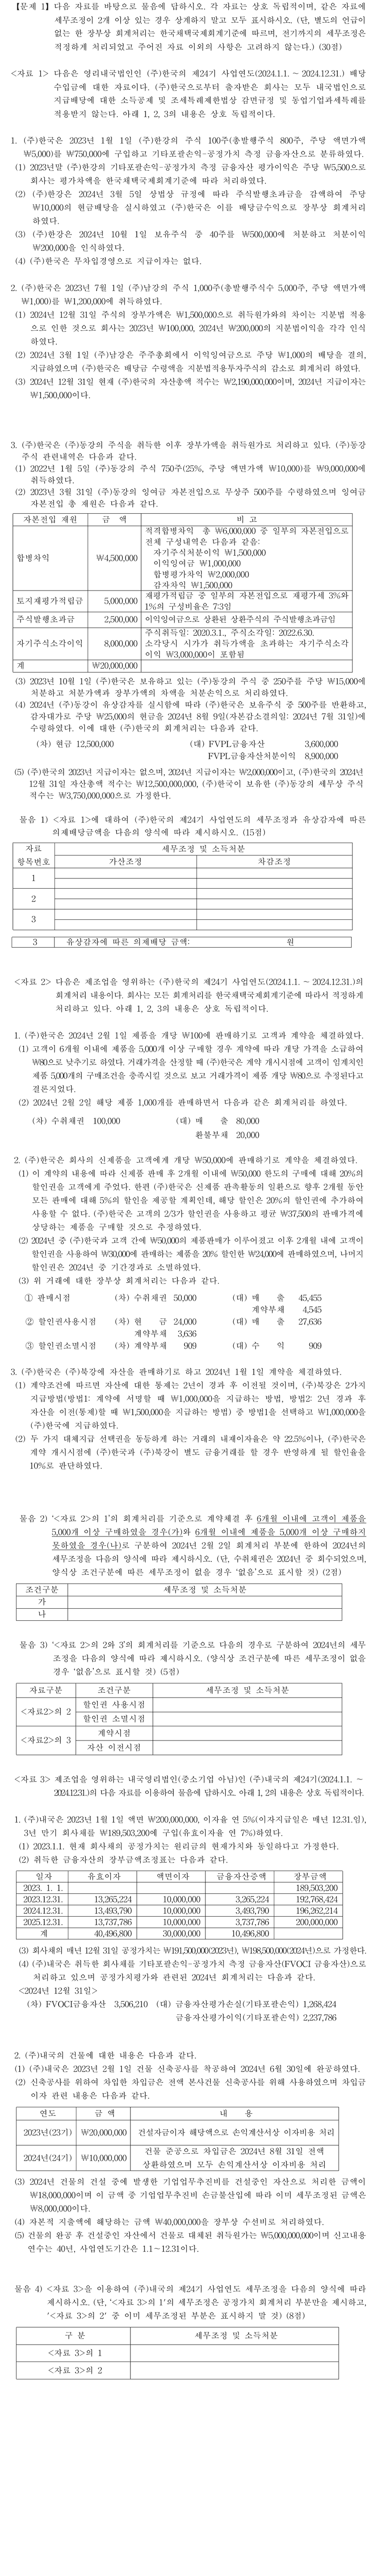 【문제 1】 다음 자료를 바탕으로 물음에 답하시오. 각 자료는 상호 독립적이며, 같은 자료에
세무조정이 2개 이상 있는 경우 상계하지 말고 모두 표시하시오. (단, 별도의 언급이
없는 한 장부상 회계처리는 한국채택국제회계기준에 따르며, 전기까지의 세무조정은
적정하게 처리되었고 주어진 자료 이외의 사항은 고려하지 않는다.) (30점)
<자료 1> 다음은 영리내국법인인 (주)한국의 제24기 사업연도(2024.1.1. ~ 2024.12.31.) 배당
수입금에 대한 자료이다. (주)한국으로부터 출자받은 회사는 모두 내국법인으로
지급배당에 대한 소득공제 및 조세특례제한법상 감면규정 및 동업기업과세특례를
적용받지 않는다. 아래 1, 2, 3의 내용은 상호 독립적이다.
1. (주)한국은 2023년 1월 1일 (주)한강의 주식 100주(총발행주식 800주, 주당 액면가액
₩5,000)를 ₩750,000에 구입하고 기타포괄손익-공정가치 측정 금융자산으로 분류하였다.
(1) 2023년말 (주)한강의 기타포괄손익-공정가치 측정 금융자산 평가이익은 주당 ₩5,500으로
회사는 평가차액을 한국채택국제회계기준에 따라 처리하였다.
(2) (주)한강은 2024년 3월 5일 상법상 규정에 따라 주식발행초과금을 감액하여 주당
₩10,000의 현금배당을 실시하였고 (주)한국은 이를 배당금수익으로 장부상 회계처리
하였다.
(3) (주)한국은 2024년 10월 1일 보유주식 중 40주를 ₩500,000에 처분하고 처분이익
₩200,000을 인식하였다.
(4) (주)한국은 무차입경영으로 지급이자는 없다.
2. (주)한국은 2023년 7월 1일 (주)남강의 주식 1,000주(총발행주식수 5,000주, 주당 액면가액
₩1,000)를 ₩1,200,000에 취득하였다.
(1) 2024년 12월 31일 주식의 장부가액은 ₩1,500,000으로 취득원가와의 차이는 지분법 적용
으로 인한 것으로 회사는 2023년 ₩100,000, 2024년 ₩200,000의 지분법이익을 각각 인식
하였다.
(2) 2024년 3월 1일 (주)남강은 주주총회에서 이익잉여금으로 주당 ₩1,000의 배당을 결의,
지급하였으며 (주)한국은 배당금 수령액을 지분법적용투자주식의 감소로 회계처리 하였다.
(3) 2024년 12월 31일 현재 (주)한국의 자산총액 적수는 ₩2,190,000,000이며, 2024년 지급이자는
₩1,500,000이다.
3. (주)한국은 (주)동강의 주식을 취득한 이후 장부가액을 취득원가로 처리하고 있다. (주)동강
주식 관련내역은 다음과 같다.
(1) 2022년 1월 5일 (주)동강의 주식 750주(25%, 주당 액면가액 ₩10,000)를 ₩9,000,000에
취득하였다.
(2) 2023년 3월 31일 (주)동강의 잉여금 자본전입으로 무상주 500주를 수령하였으며 잉여금
자본전입 총 재원은 다음과 같다.
자본전입 재원 금 액 비 고
합병차익 ₩4,500,000 적격합병차익 총 ₩6,000,000 중 일부의 자본전입으로
전체 구성내역은 다음과 같음:
자기주식처분이익 ₩1,500,000
이익잉여금 ₩1,000,000
합병평가차익 ₩2,000,000
감자차익 ₩1,500,000
토지재평가적립금 5,000,000 재평가적립금 중 일부의 자본전입으로 재평가세 3%와
1%의 구성비율은 7:3임
주식발행초과금 2,500,000 이익잉여금으로 상환된 상환주식의 주식발행초과금임
자기주식소각이익 8,000,000 주식취득일: 2020.3.1., 주식소각일: 2022.6.30.
소각당시 시가가 취득가액을 초과하는 자기주식소각
이익 ₩3,000,000이 포함됨
계 ₩20,000,000
(3) 2023년 10월 1일 (주)한국은 보유하고 있는 (주)동강의 주식 중 250주를 주당 ₩15,000에
처분하고 처분가액과 장부가액의 차액을 처분손익으로 처리하였다.
(4) 2024년 (주)동강이 유상감자를 실시함에 따라 (주)한국은 보유주식 중 500주를 반환하고,
감자대가로 주당 ₩25,000의 현금을 2024년 8월 9일(자본감소결의일: 2024년 7월 31일)에
수령하였다. 이에 대한 (주)한국의 회계처리는 다음과 같다.
(차) 현금 12,500,000 (대) FVPL금융자산 3,600,000
FVPL금융자산처분이익 8,900,000
(5) (주)한국의 2023년 지급이자는 없으며, 2024년 지급이자는 ₩2,000,000이고, (주)한국의 2024년
12월 31일 자산총액 적수는 ₩12,500,000,000, (주)한국이 보유한 (주)동강의 세무상 주식
적수는 ₩3,750,000,000으로 가정한다.
물음 1) <자료 1>에 대하여 (주)한국의 제24기 사업연도의 세무조정과 유상감자에 따른
의제배당금액을 다음의 양식에 따라 제시하시오. (15점)
자료 세무조정 및 소득처분
항목번호 가산조정 차감조정
1
2
3
3 유상감자에 따른 의제배당 금액: 원
<자료 2> 다음은 제조업을 영위하는 (주)한국의 제24기 사업연도(2024.1.1. ~ 2024.12.31.)의
회계처리 내용이다. 회사는 모든 회계처리를 한국채택국제회계기준에 따라서 적정하게
처리하고 있다. 아래 1, 2, 3의 내용은 상호 독립적이다.
1. (주)한국은 2024년 2월 1일 제품을 개당 ₩100에 판매하기로 고객과 계약을 체결하였다.
(1) 고객이 6개월 이내에 제품을 5,000개 이상 구매할 경우 계약에 따라 개당 가격을 소급하여
₩80으로 낮추기로 하였다. 거래가격을 산정할 때 (주)한국은 계약 개시시점에 고객이 임계치인
제품 5,000개의 구매조건을 충족시킬 것으로 보고 거래가격이 제품 개당 ₩80으로 추정된다고
결론지었다.
(2) 2024년 2월 2일 해당 제품 1,000개를 판매하면서 다음과 같은 회계처리를 하였다.
(차) 수취채권 100,000 (대) 매 출 80,000
환불부채 20,000
2. (주)한국은 회사의 신제품을 고객에게 개당 ₩50,000에 판매하기로 계약을 체결하였다.
(1) 이 계약의 내용에 따라 신제품 판매 후 2개월 이내에 ₩50,000 한도의 구매에 대해 20%의
할인권을 고객에게 주었다. 한편 (주)한국은 판촉활동의 일환으로 향후 2개월 동안
모든 판매에 대해 5%의 할인을 제공할 계획인데, 해당 할인은 20%의 할인권에 추가하여
사용할 수 없다. (주)한국은 고객의 2/3가 할인권을 사용하고 평균 ₩37,500의 판매가격에
상당하는 제품을 구매할 것으로 추정하였다.
(2) 2024년 중 (주)한국과 고객 간에 ₩50,000의 제품판매가 이루어졌고 이후 2개월 내에 고객이
할인권을 사용하여 ₩30,000에 판매하는 제품을 20% 할인한 ₩24,000에 판매하였으며, 나머지
할인권은 2024년 중 기간경과로 소멸하였다.
(3) 위 거래에 대한 장부상 회계처리는 다음과 같다.
① 판매시점 (차) 수취채권 50,000 (대) 매 출 45,455
계약부채 4,545
② 할인권사용시점 (차) 현 금 24,000 (대) 매 출 27,636
계약부채 3,636
③ 할인권소멸시점 (차) 계약부채 909 (대) 수 익 909
3. (주)한국은 (주)북강에 자산을 판매하기로 하고 2024년 1월 1일 계약을 체결하였다.
(1) 계약조건에 따르면 자산에 대한 통제는 2년이 경과 후 이전될 것이며, (주)북강은 2가지
지급방법(방법1: 계약에 서명할 때 ₩1,000,000을 지급하는 방법, 방법2: 2년 경과 후
자산을 이전(통제)할 때 ₩1,500,000을 지급하는 방법) 중 방법1을 선택하고 ₩1,000,000을
(주)한국에 지급하였다.
(2) 두 가지 대체지급 선택권을 동등하게 하는 거래의 내재이자율은 약 22.5%이나, (주)한국은
계약 개시시점에 (주)한국과 (주)북강이 별도 금융거래를 할 경우 반영하게 될 할인율을
10%로 판단하였다.
물음 2) '<자료 2>의 1'의 회계처리를 기준으로 계약체결 후 6개월 이내에 고객이 제품을
5,000개 이상 구매하였을 경우(가)와 6개월 이내에 제품을 5,000개 이상 구매하지
못하였을 경우(나)로 구분하여 2024년 2월 2일 회계처리 부분에 한하여 2024년의
세무조정을 다음의 양식에 따라 제시하시오. (단, 수취채권은 2024년 중 회수되었으며,
양식상 조건구분에 따른 세무조정이 없을 경우 '없음'으로 표시할 것) (2점)
조건구분 세무조정 및 소득처분
가
나
물음 3) '<자료 2>의 2와 3'의 회계처리를 기준으로 다음의 경우로 구분하여 2024년의 세무
조정을 다음의 양식에 따라 제시하시오. (양식상 조건구분에 따른 세무조정이 없을
경우 '없음'으로 표시할 것) (5점)
자료구분 조건구분 세무조정 및 소득처분
<자료2>의 2 할인권 사용시점
할인권 소멸시점
<자료2>의 3 계약시점
자산 이전시점
<자료 3> 제조업을 영위하는 내국영리법인(중소기업 아님)인 (주)내국의 제24기(2024.1.1. ~
2024.12.31.)의 다음 자료를 이용하여 물음에 답하시오. 아래 1, 2의 내용은 상호 독립적이다.
1. (주)내국은 2023년 1월 1일 액면 ₩200,000,000, 이자율 연 5%(이자지급일은 매년 12.31.임),
3년 만기 회사채를 ₩189,503,200에 구입(유효이자율 연 7%)하였다.
(1) 2023.1.1. 현재 회사채의 공정가치는 원리금의 현재가치와 동일하다고 가정한다.
(2) 취득한 금융자산의 장부금액조정표는 다음과 같다.
일자 유효이자 액면이자 금융자산증액 장부금액
2023. 1. 1. 189,503,200
2023.12.31. 13,265,224 10,000,000 3,265,224 192,768,424
2024.12.31. 13,493,790 10,000,000 3,493,790 196,262,214
2025.12.31. 13,737,786 10,000,000 3,737,786 200,000,000
계 40,496,800 30,000,000 10,496,800
(3) 회사채의 매년 12월 31일 공정가치는 ₩191,500,000(2023년), ₩198,500,000(2024년)으로 가정한다.
(4) (주)내국은 취득한 회사채를 기타포괄손익-공정가치 측정 금융자산(FVOCI 금융자산)으로
처리하고 있으며 공정가치평가와 관련된 2024년 회계처리는 다음과 같다.
<2024년 12월 31일>
(차) FVOCI금융자산 3,506,210 (대) 금융자산평가손실(기타포괄손익) 1,268,424
금융자산평가이익(기타포괄손익) 2,237,786
2. (주)내국의 건물에 대한 내용은 다음과 같다.
(1) (주)내국은 2023년 2월 1일 건물 신축공사를 착공하여 2024년 6월 30일에 완공하였다.
(2) 신축공사를 위하여 차입한 차입금은 전액 본사건물 신축공사를 위해 사용하였으며 차입금
이자 관련 내용은 다음과 같다.
연도 금 액 내 용
2023년(23기) ₩20,000,000 건설자금이자 해당액으로 손익계산서상 이자비용 처리
2024년(24기) ₩10,000,000 건물 준공으로 차입금은 2024년 8월 31일 전액
상환하였으며 모두 손익계산서상 이자비용 처리
(3) 2024년 건물의 건설 중에 발생한 기업업무추진비를 건설중인 자산으로 처리한 금액이
₩18,000,000이며 이 금액 중 기업업무추진비 손금불산입에 따라 이미 세무조정된 금액은
₩8,000,000이다.
(4) 자본적 지출액에 해당하는 금액 ₩40,000,000을 장부상 수선비로 처리하였다.
(5) 건물의 완공 후 건설중인 자산에서 건물로 대체된 취득원가는 ₩5,000,000,000이며 신고내용
연수는 40년, 사업연도기간은 1.1～12.31이다.
물음 4) <자료 3>을 이용하여 (주)내국의 제24기 사업연도 세무조정을 다음의 양식에 따라
제시하시오. (단, '<자료 3>의 1'의 세무조정은 공정가치 회계처리 부분만을 제시하고,
'<자료 3>의 2' 중 이미 세무조정된 부분은 표시하지 말 것) (8점)
구 분 세무조정 및 소득처분
<자료 3>의 1
<자료 3>의 2